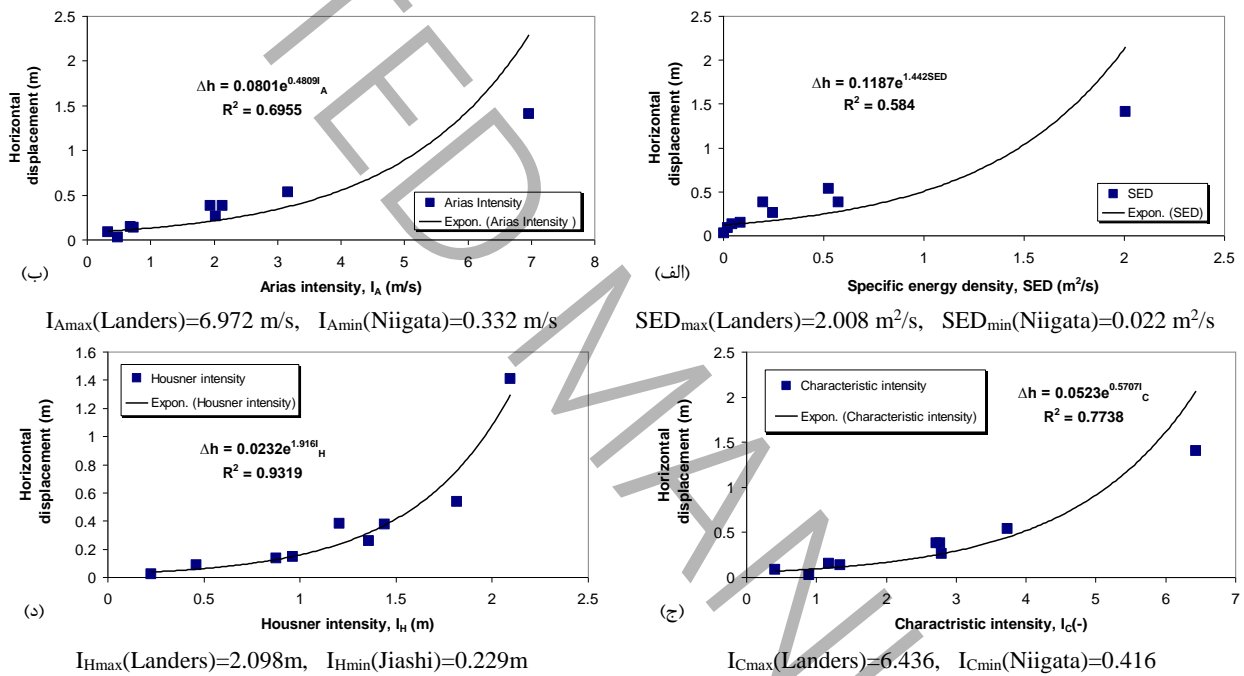 2.5
2
1.5
1
0.5
0
Horizontal
displacement (m)
Δh = 0.0801e^0.4809I_A
R² = 0.6955
Arias Intensity
Expon. (Arias Intensity )
0 1 2 3 4 5 6 7 8
Arias intensity, I_A (m/s)
(ب)
I_Amax(Landers)=6.972 m/s, I_Amin(Niigata)=0.332 m/s
2.5
2
1.5
1
0.5
0
Horizontal
displacement (m)
Δh = 0.1187e^1.442SED
R² = 0.584
SED
Expon. (SED)
0 0.5 1 1.5 2 2.5
Specific energy density, SED (m²/s)
(الف)
SED_max(Landers)=2.008 m²/s, SED_min(Niigata)=0.022 m²/s
1.6
1.4
1.2
1
0.8
0.6
0.4
0.2
0
Horizontal
displacement (m)
Housner intensity
Expon. (Housner intensity)
Δh = 0.0232e^1.916I_H
R² = 0.9319
0 0.5 1 1.5 2 2.5
Housner intensity, I_H (m)
(د)
I_Hmax(Landers)=2.098m, I_Hmin(Jiashi)=0.229m
2.5
2
1.5
1
0.5
0
Horizontal
displacement (m)
Characteristic intensity
Expon. (Characteristic intensity)
Δh = 0.0523e^0.5707I_C
R² = 0.7738
0 1 2 3 4 5 6 7
Charactristic intensity, I_C(-)
(ج)
I_Cmax(Landers)=6.436, I_Cmin(Niigata)=0.416